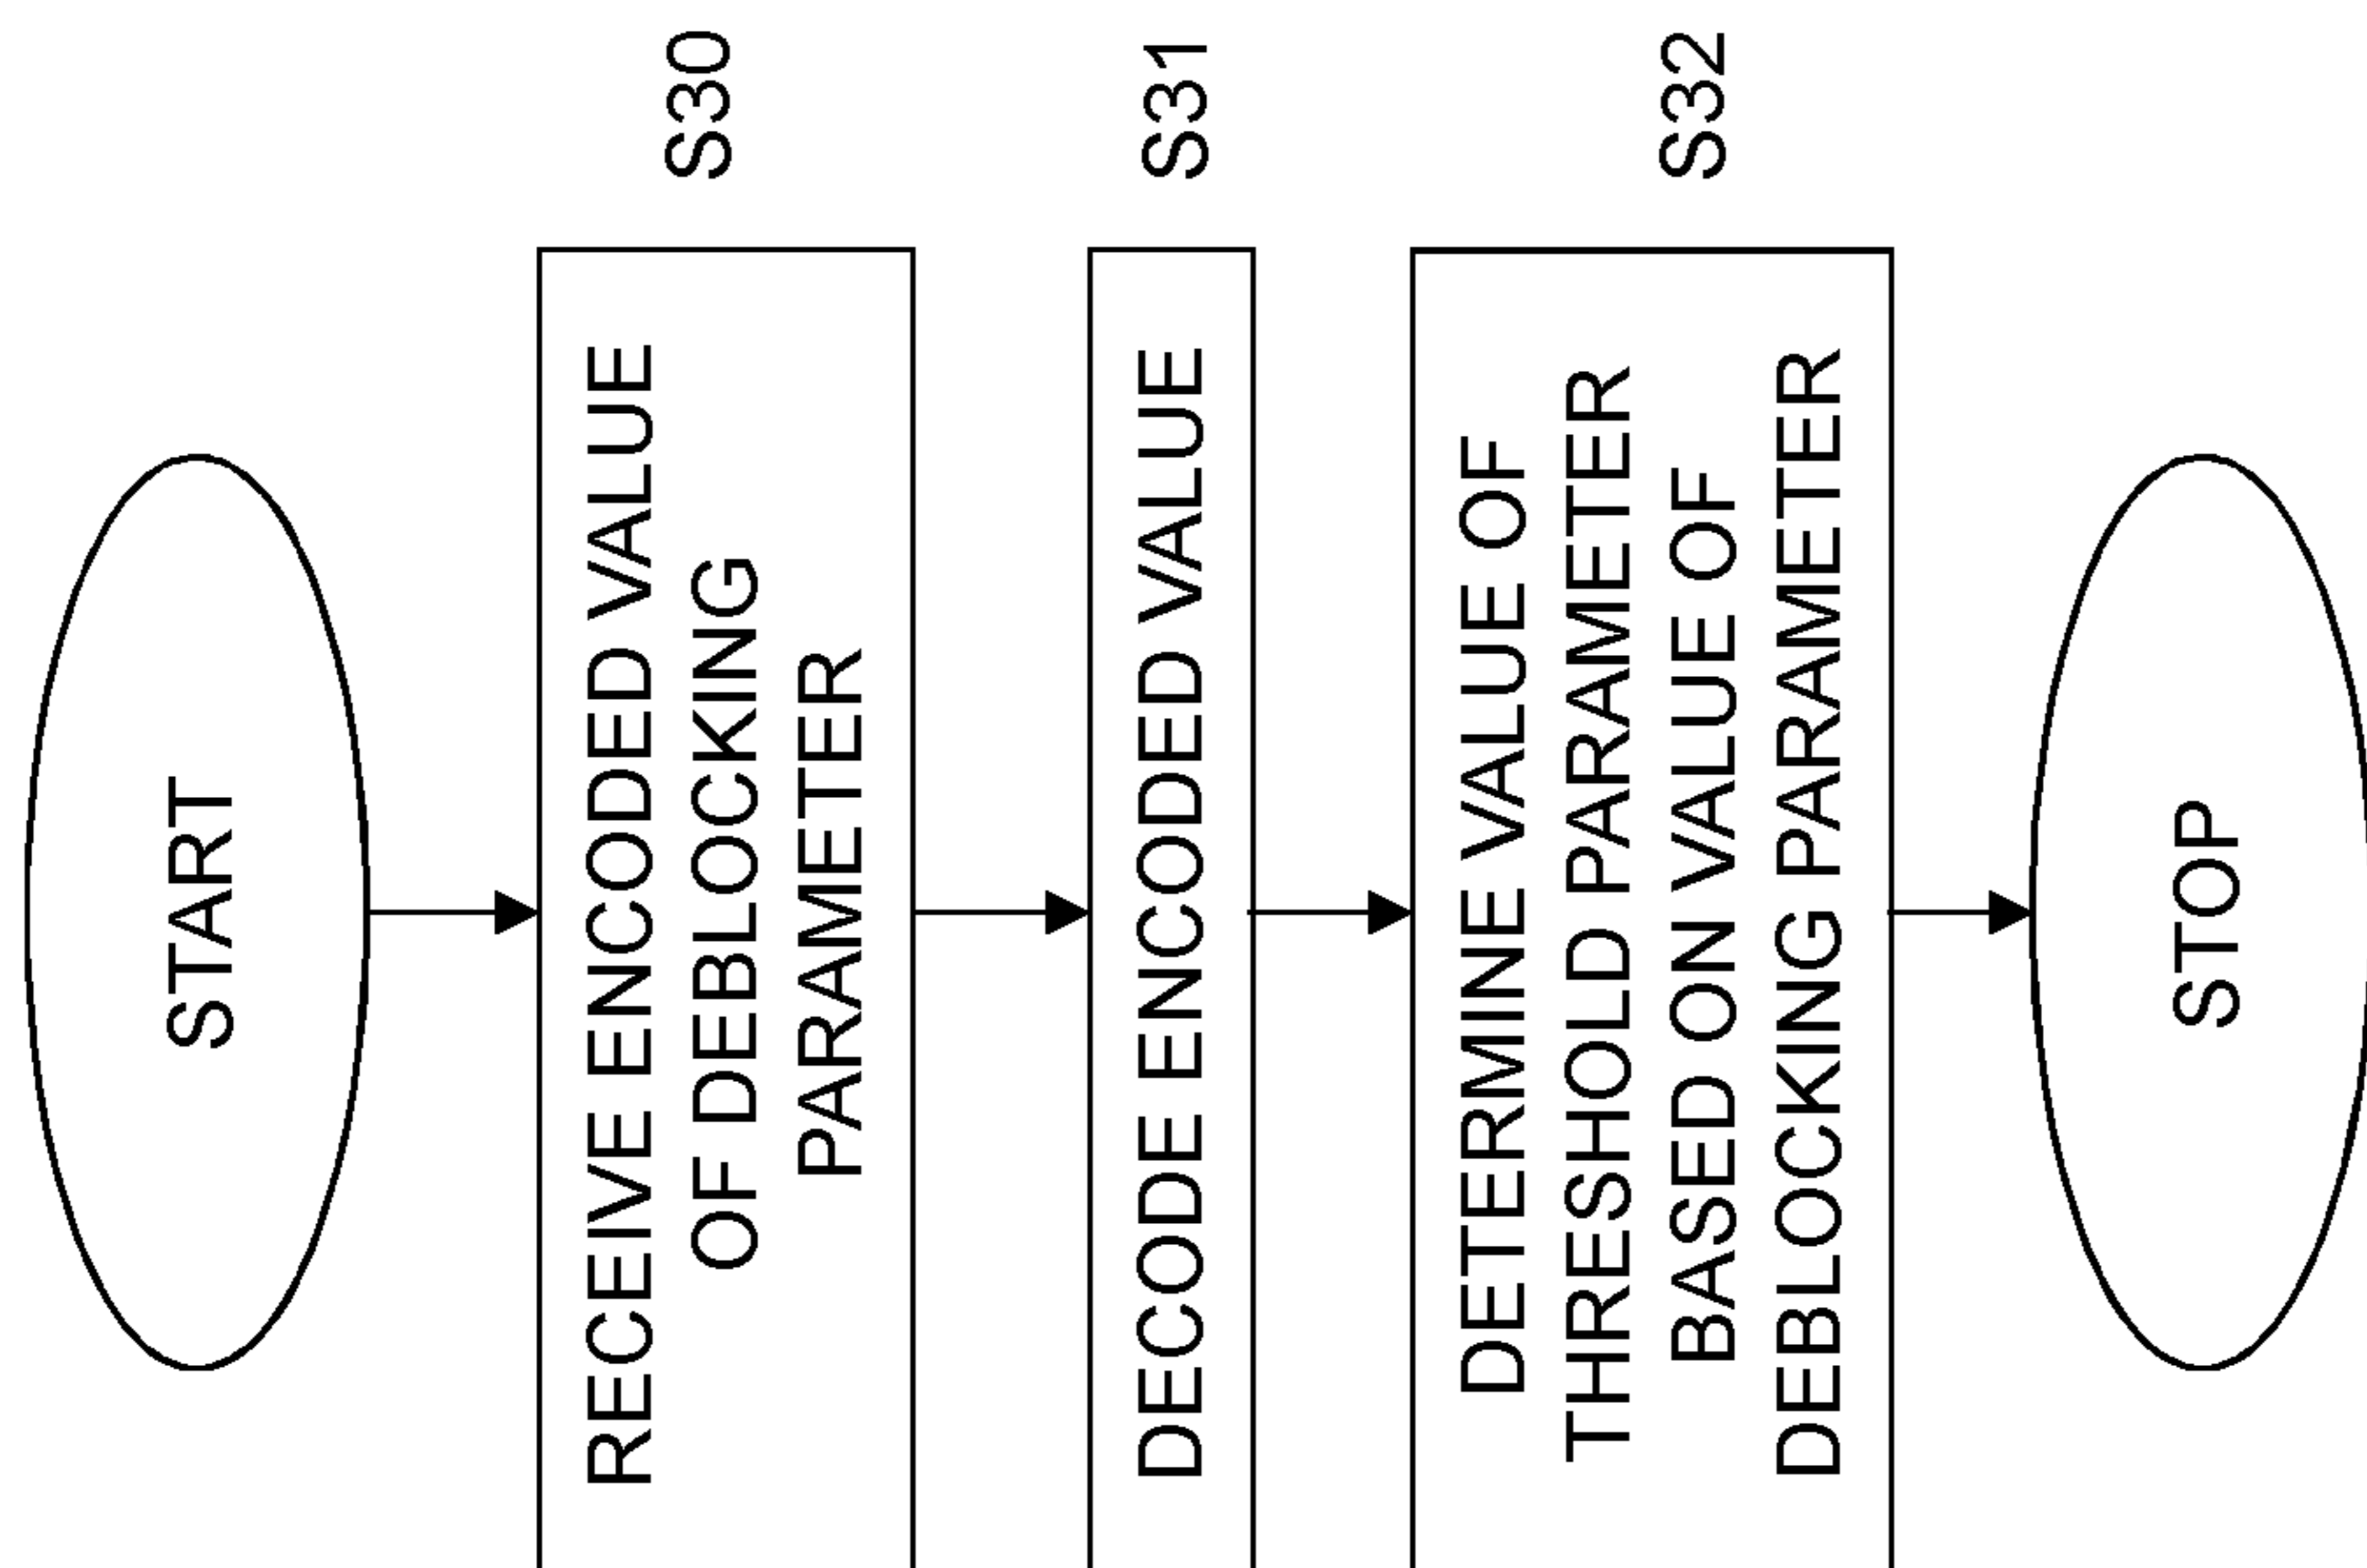 START
RECEIVE ENCODED VALUE
OF DEBLOCKING
PARAMETER
S30
DECODE ENCODED VALUE
S31
DETERMINE VALUE OF
THRESHOLD PARAMETER
BASED ON VALUE OF
DEBLOCKING PARAMETER
S32
STOP